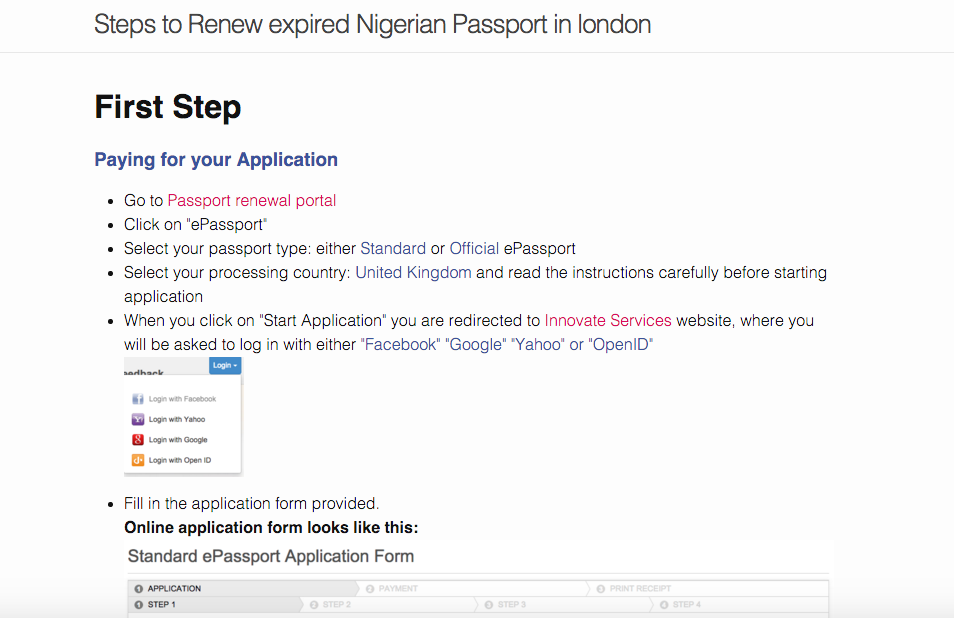 Steps to Renew expired Nigerian Passport in london
First Step
Paying for your Application
Go to Passport renewal portal
Click on "ePassport"
Select your passport type: either Standard or Official ePassport
Select your processing country: United Kingdom and read the instructions carefully before starting
application
When you click on "Start Application" you are redirected to Innovate Services website, where you
will be asked to log in with either "Facebook" "Google" "Yahoo" or "OpenID"
eedback
Login
Login with Facebook
Login with Yahoo
Login with Google
Login with Open ID
Fill in the application form provided.
Online application form looks like this:
Standard ePassport Application Form
1 APPLICATION 2 PAYMENT 3 PRINT RECEIPT
1 STEP 1 2 STEP 2 3 STEP 3 4 STEP 4